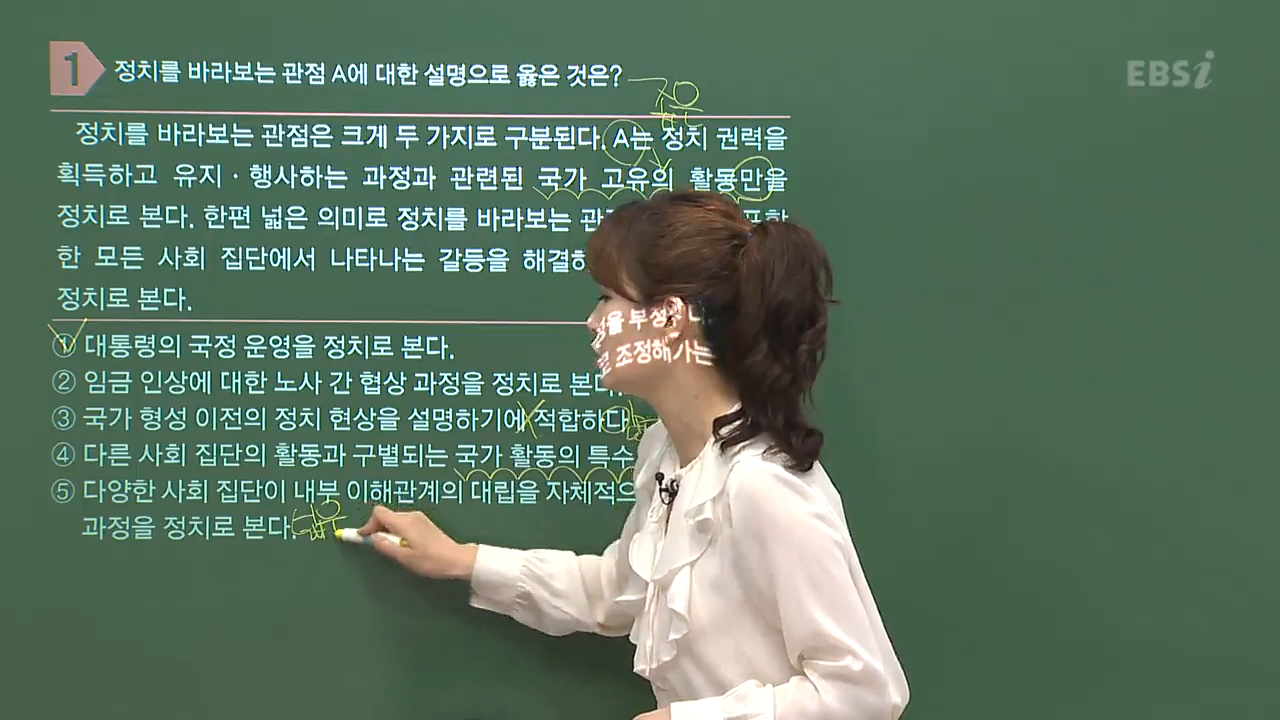 1 정치를 바라보는 관점 A에 대한 설명으로 옳은 것은?
EBSi
좁은
정치를 바라보는 관점은 크게 두 가지로 구분된다. A는 정치 권력을
획득하고 유지·행사하는 과정과 관련된 국가 고유의 활동만을
정치로 본다. 한편 넓은 의미로 정치를 바라보는
한 모든 사회 집단에서 나타나는 갈등을
정치로 본다.
① 대통령의 국정 운영을 정치로 본다.
② 임금 인상에 대한 노사 간 협상 과정을 정치로 본다.
③ 국가 형성 이전의 정치 현상을 설명하기에 적합하다
④ 다른 사회 집단의 활동과 구별되는 국가 활동의
⑤ 다양한 사회 집단이 내부 이해관계의 대립을
과정을 정치로 본다. 넓은